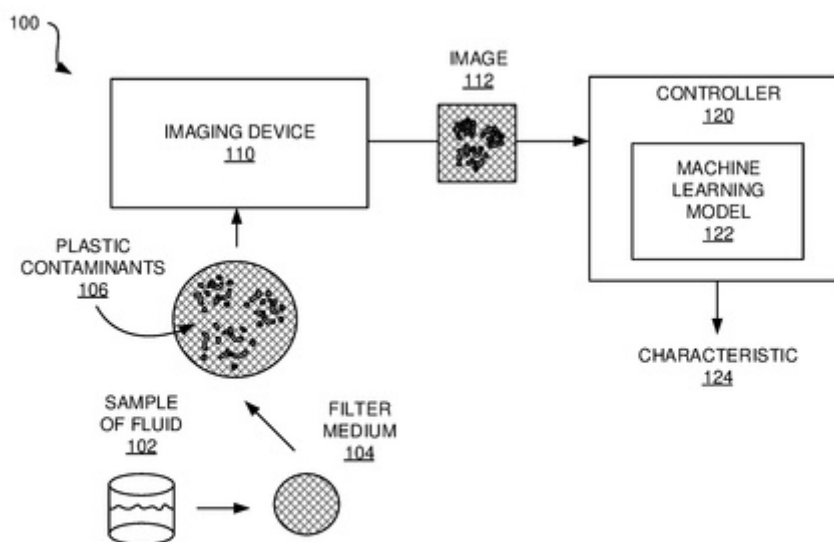 100
IMAGING DEVICE
110
IMAGE
112
CONTROLLER
120
MACHINE
LEARNING
MODEL
122
PLASTIC
CONTAMINANTS
106
CHARACTERISTIC
124
SAMPLE
OF FLUID
102
FILTER
MEDIUM
104